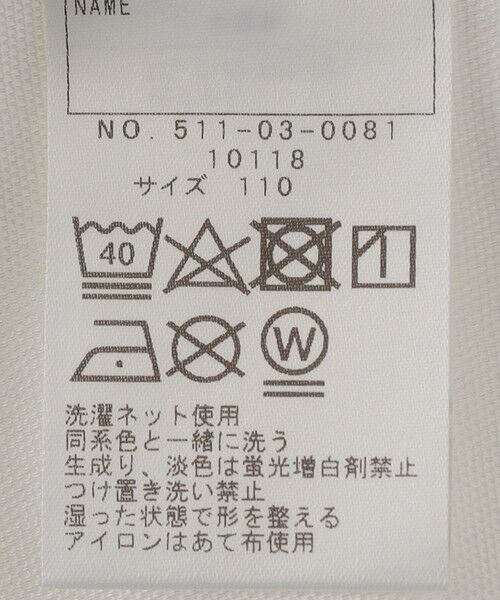 NAME
NO. 511-03-0081
10118
サイズ 110
40
W
洗濯ネット使用
同系色と一緒に洗う
生成り、淡色は蛍光増白剤禁止
つけ置き洗い禁止
湿った状態で形を整える
アイロンはあて布使用